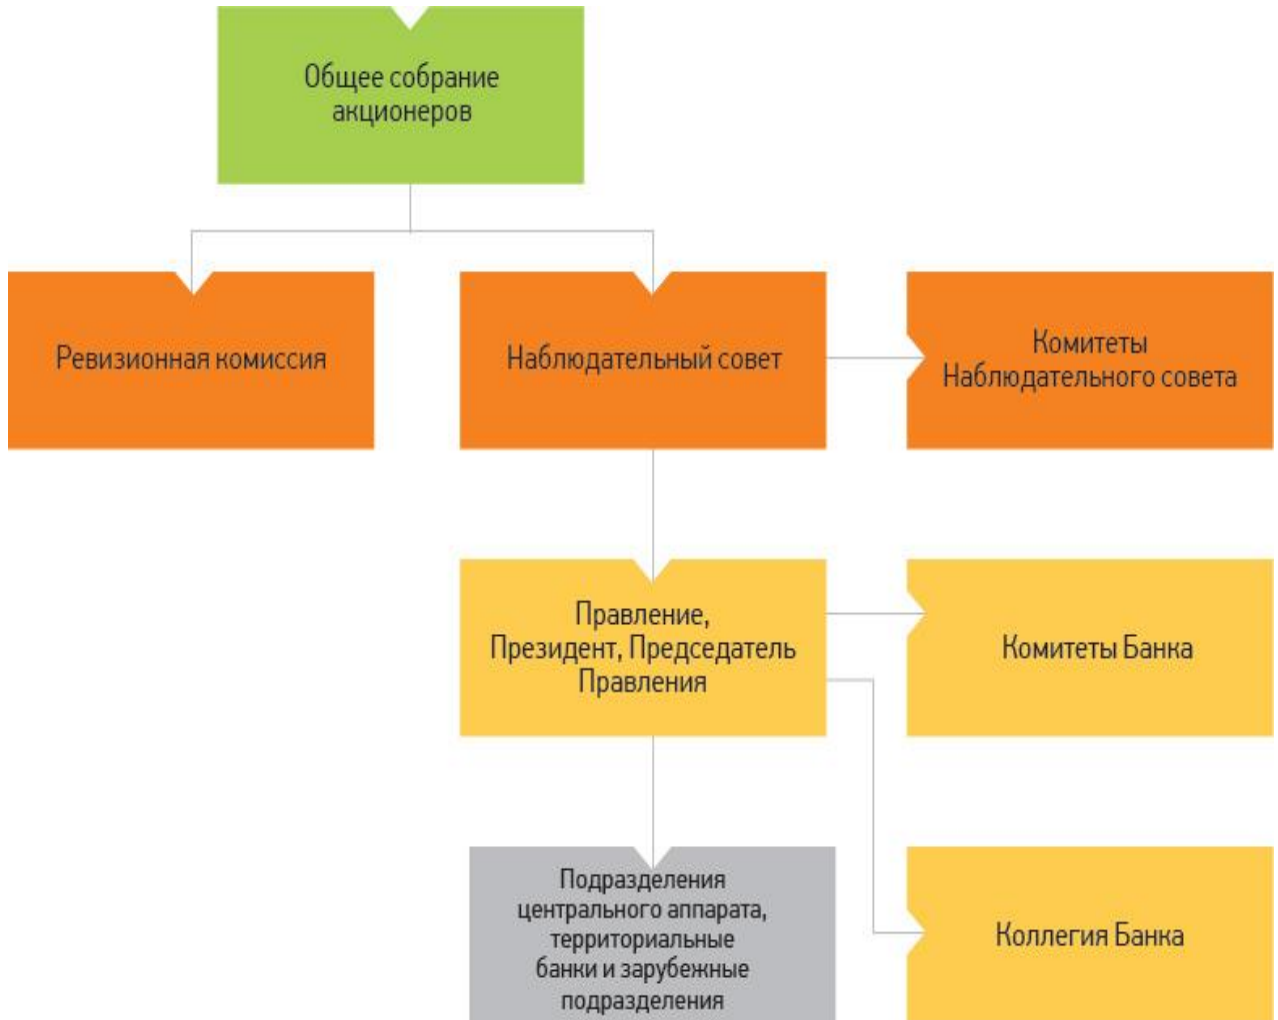 Общее собрание
акционеров
Ревизионная комиссия
Наблюдательный совет
Комитеты
Наблюдательного совета
Правление,
Президент, Председатель
Правления
Комитеты Банка
Подразделения
центрального аппарата,
территориальные
банки и зарубежные
подразделения
Коллегия Банка